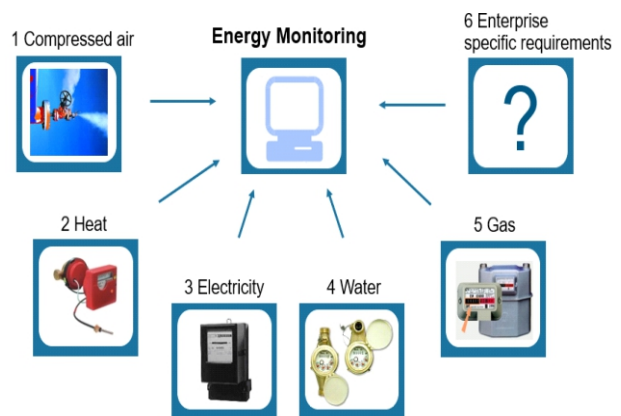 1 Compressed air
Energy Monitoring
6 Enterprise
specific requirements
?
2 Heat
5 Gas
3 Electricity
4 Water